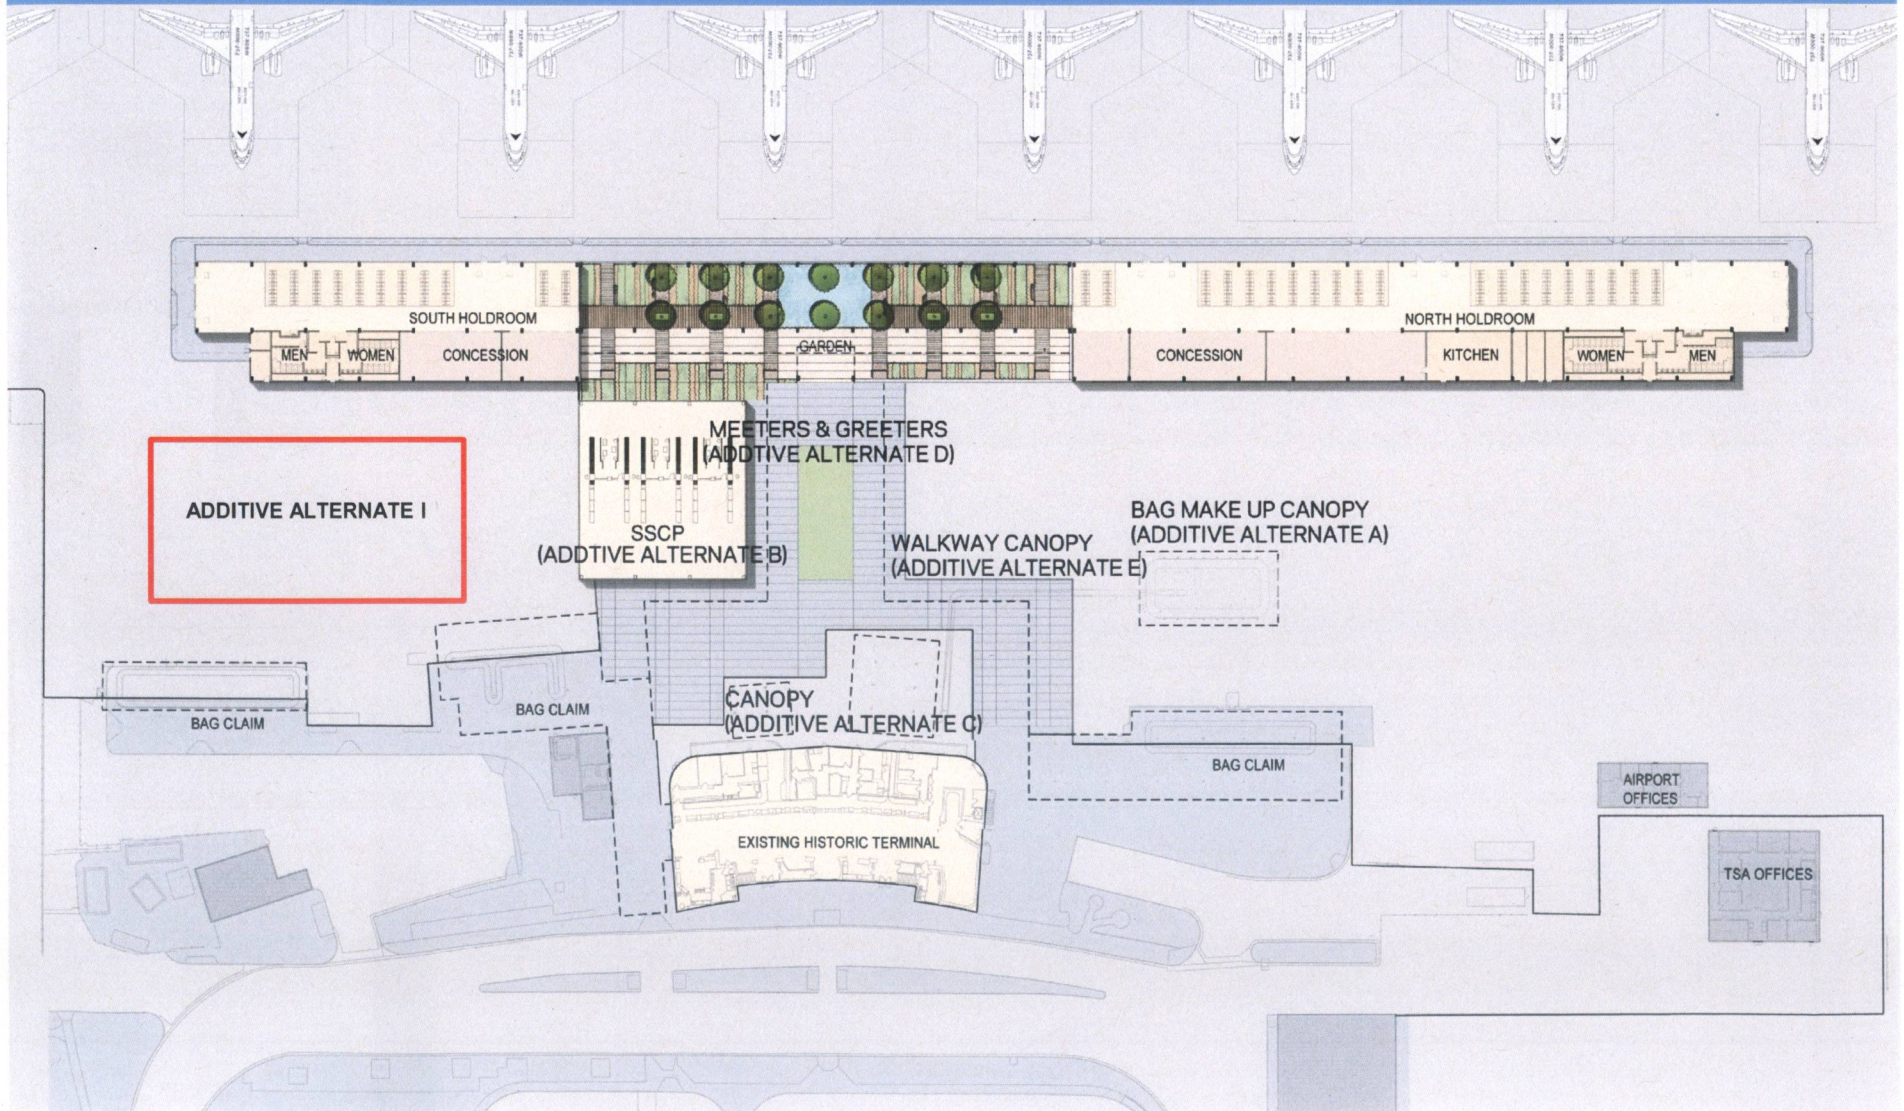 SOUTH HOLDROOM
NORTH HOLDROOM
MEN
WOMEN
CONCESSION
GARDEN
CONCESSION
KITCHEN
WOMEN
MEN
MEETERS & GREETERS
(ADDTIVE ALTERNATE D)
ADDITIVE ALTERNATE I
SSCP
(ADDTIVE ALTERNATE B)
WALKWAY CANOPY
(ADDITIVE ALTERNATE E)
BAG MAKE UP CANOPY
(ADDITIVE ALTERNATE A)
BAG CLAIM
BAG CLAIM
CANOPY
(ADDITIVE ALTERNATE C)
BAG CLAIM
AIRPORT
OFFICES
EXISTING HISTORIC TERMINAL
TSA OFFICES